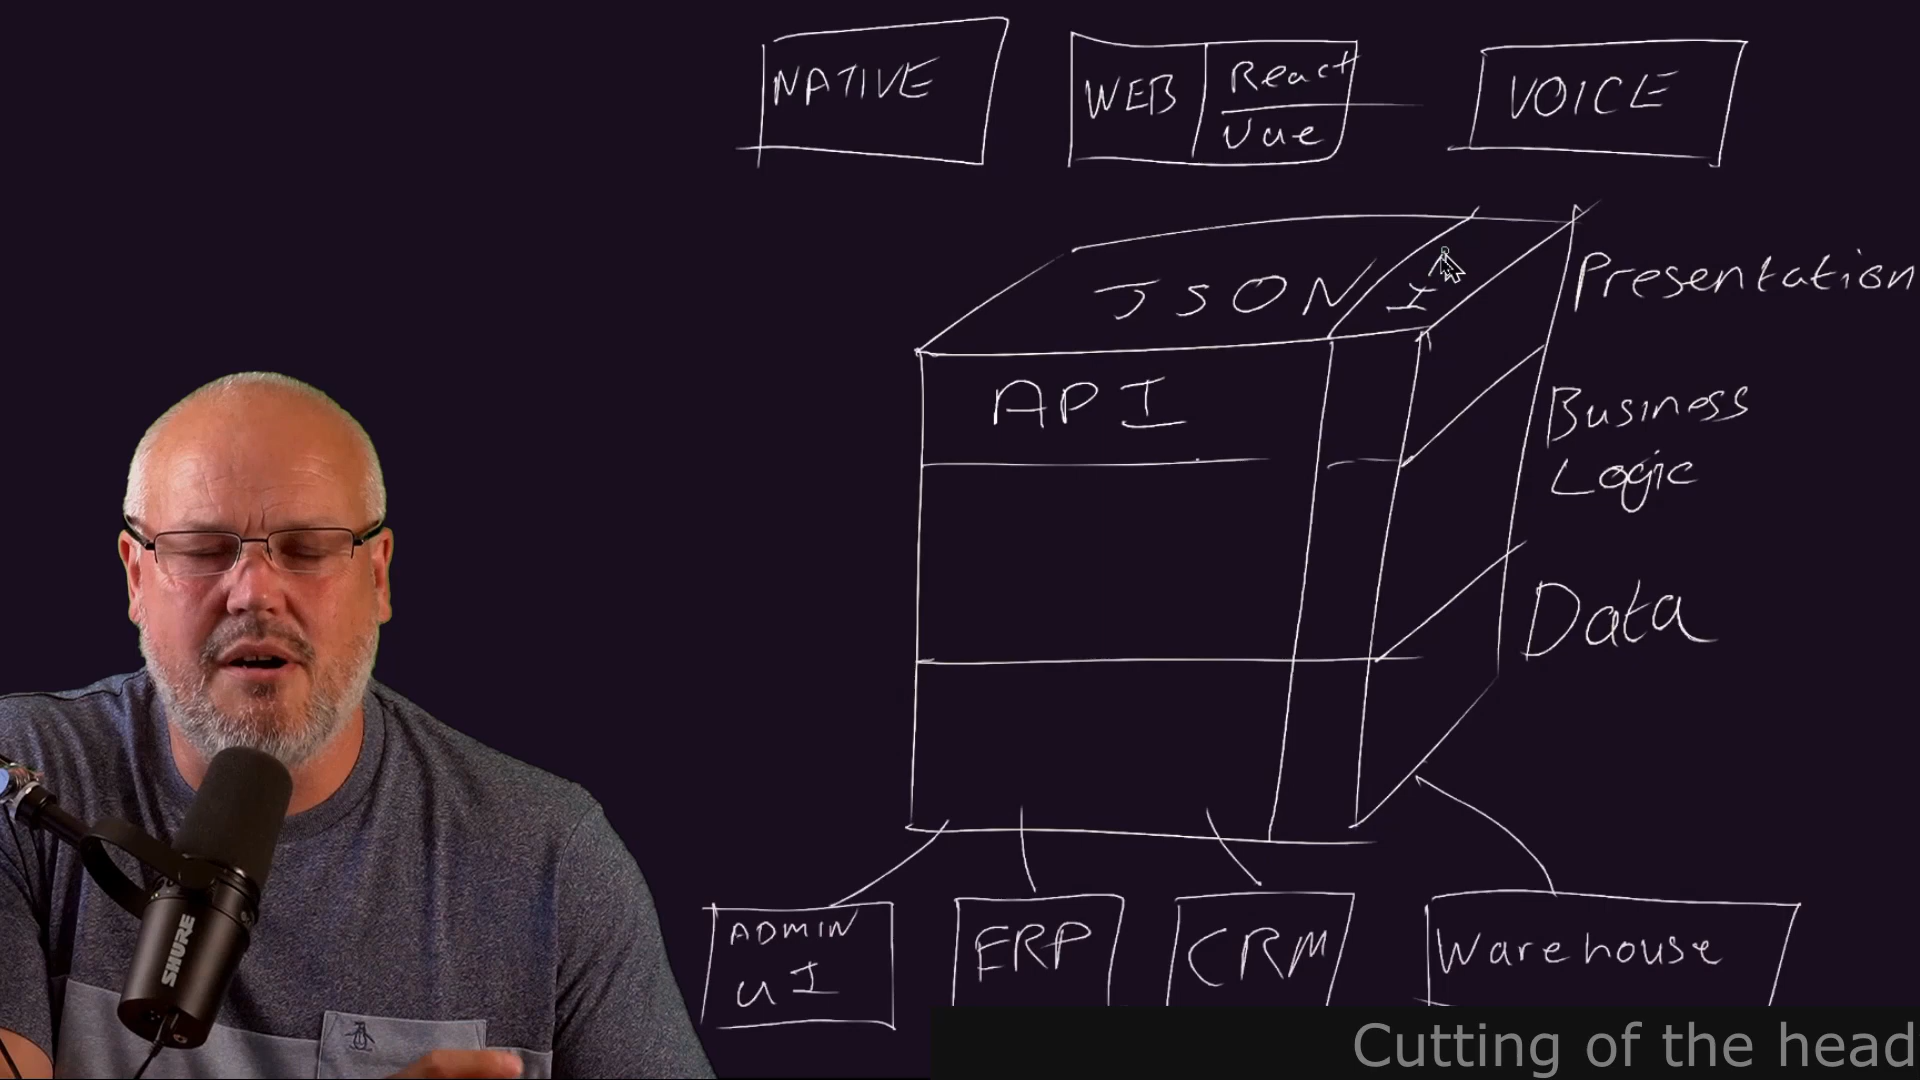 NATIVE
WEB
React
Vue
VOICE
JSON
I
Presentation
API
Business
Logic
Data
ADMIN
UI
ERP
CRM
Warehouse
SHURE
Cutting of the head